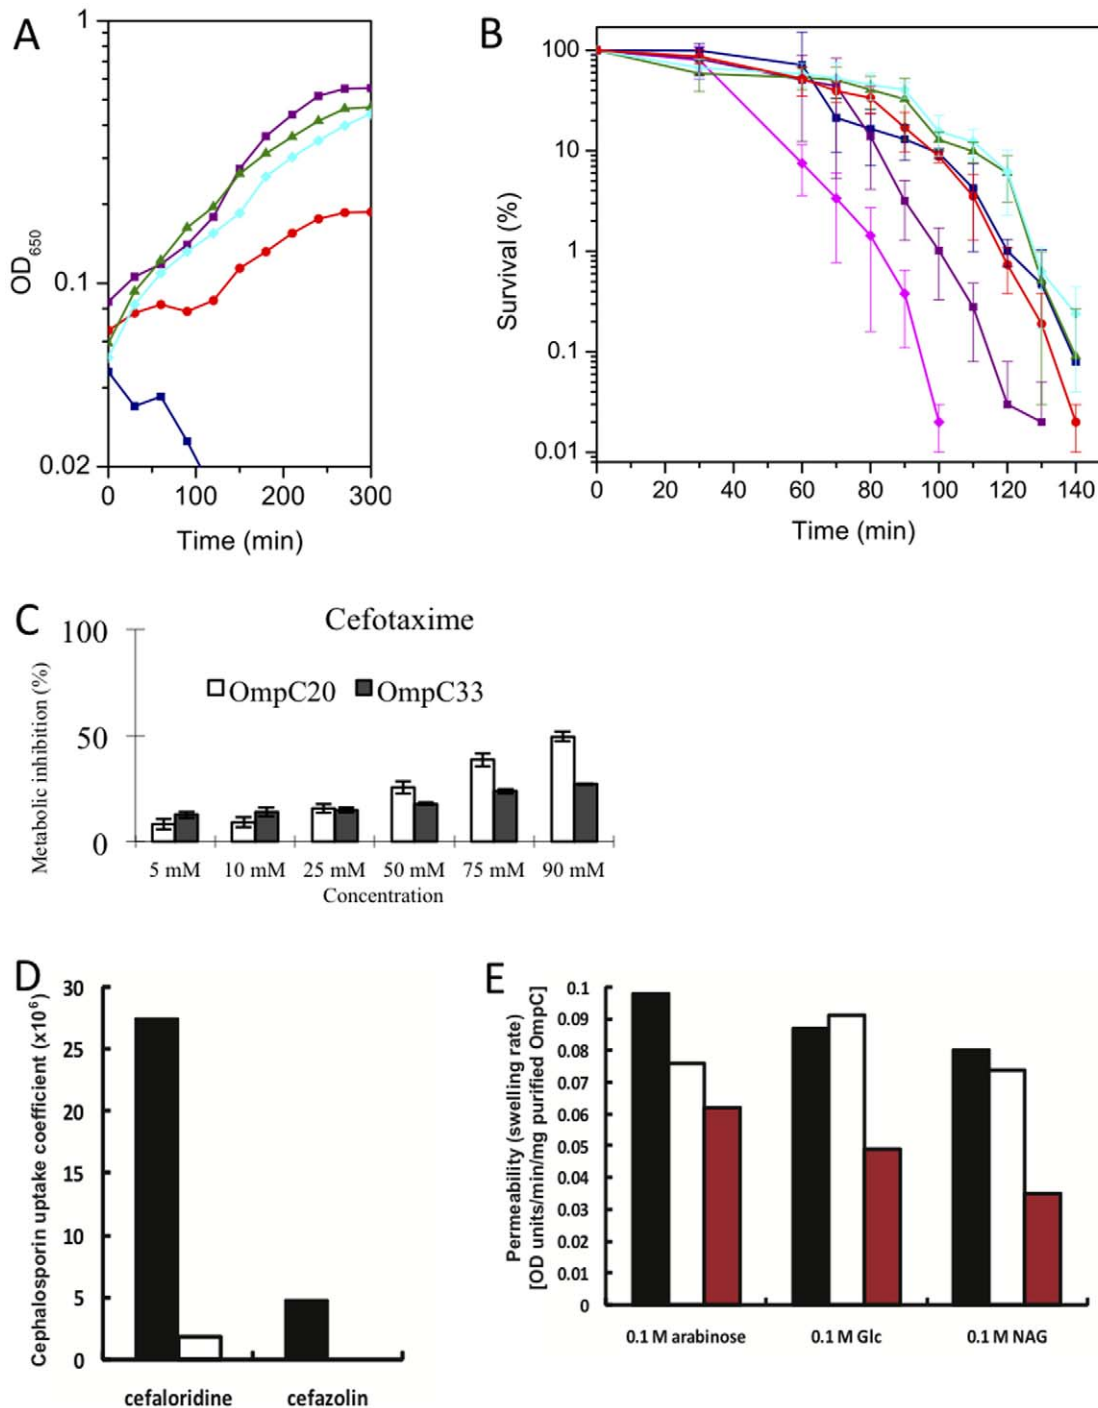 A
1
0.1
0.02
OD650
0
100
200
300
Time (min)
B
100
10
1
0.1
0.01
Survival (%)
0
20
40
60
80
100
120
140
Time (min)
C
Cefotaxime
100
50
0
Metabolic inhibition (%)
OmpC20
OmpC33
5 mM
10 mM
25 mM
50 mM
75 mM
90 mM
Concentration
D
30
25
20
15
10
5
0
Cephalosporin uptake coefficient (x10⁶)
cefaloridine
cefazolin
E
0.1
0.09
0.08
0.07
0.06
0.05
0.04
0.03
0.02
0.01
0
Permeability (swelling rate)
[OD units/min/mg purified OmpC]
0.1 M arabinose
0.1 M Glc
0.1 M NAG